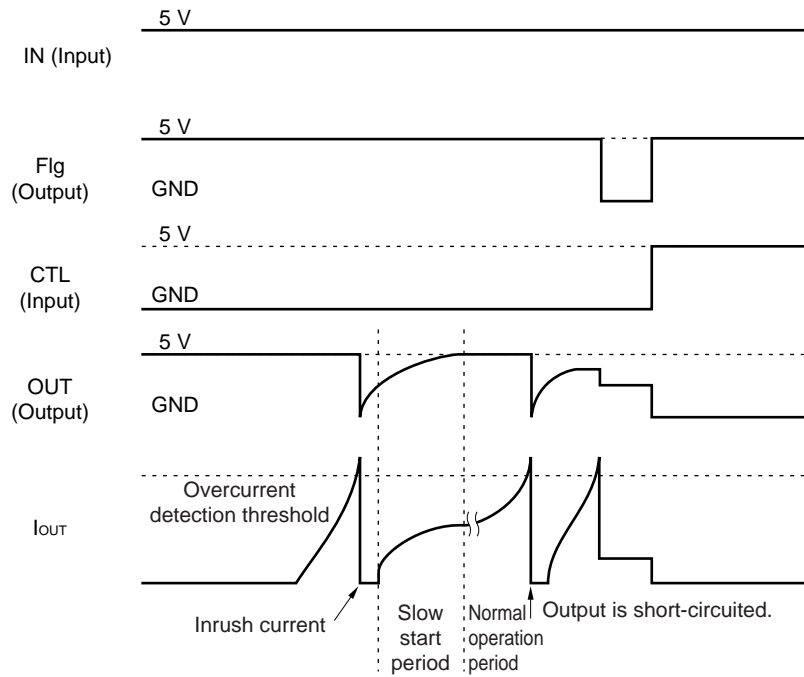 5 V
IN (Input)
5 V
Flg
(Output)
GND
5 V
CTL
(Input)
GND
5 V
OUT
(Output)
GND
Overcurrent
detection threshold
IOUT
Inrush current
Slow
start
period
Normal
operation
period
Output is short-circuited.